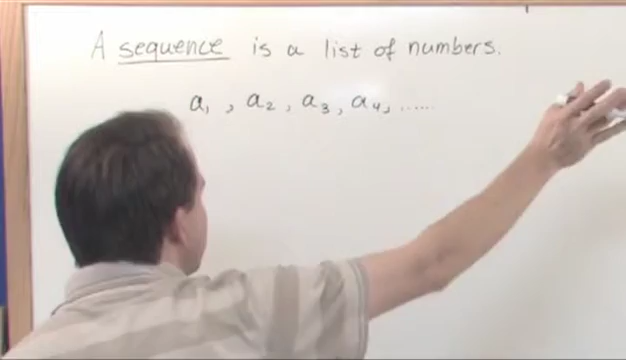 A sequence is a list of numbers.
a₁ , a₂ , a₃ , a₄, ......